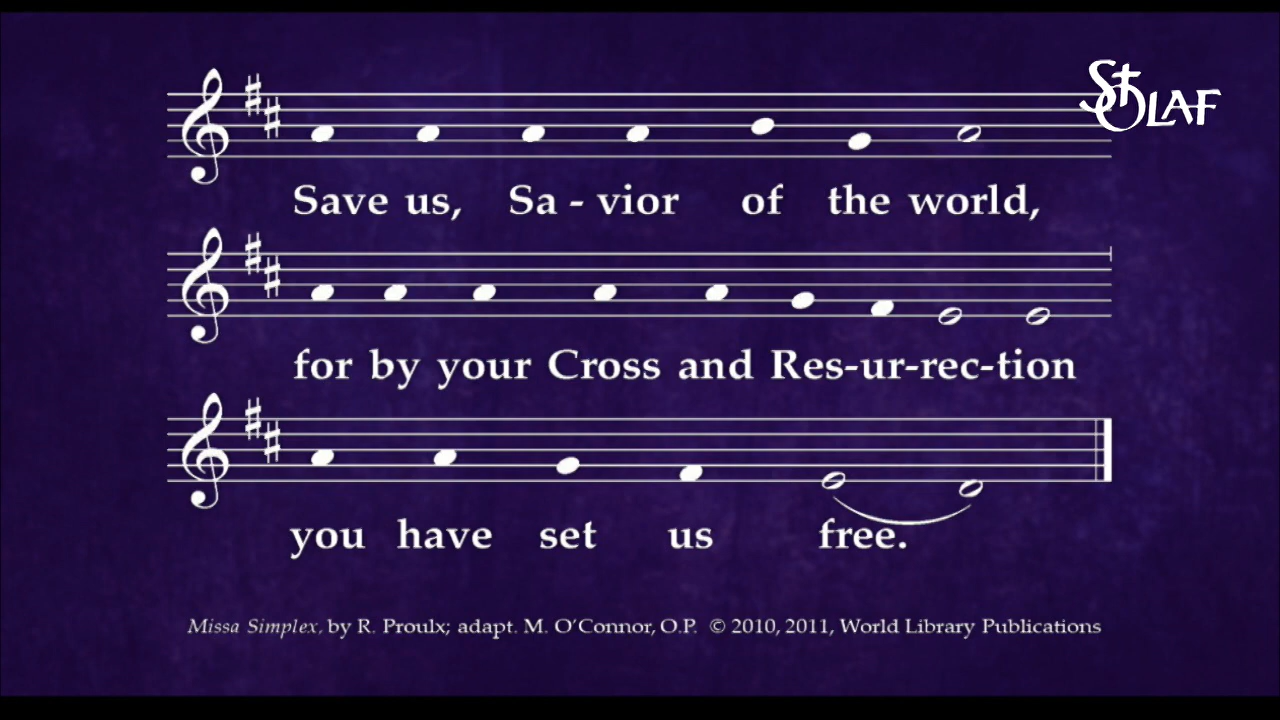 ST OLAF
Save us, Sa - vior of the world,
for by your Cross and Res-ur-rec-tion
you have set us free.
Missa Simplex, by R. Proulx; adapt. M. O'Connor, O.P. © 2010, 2011, World Library Publications